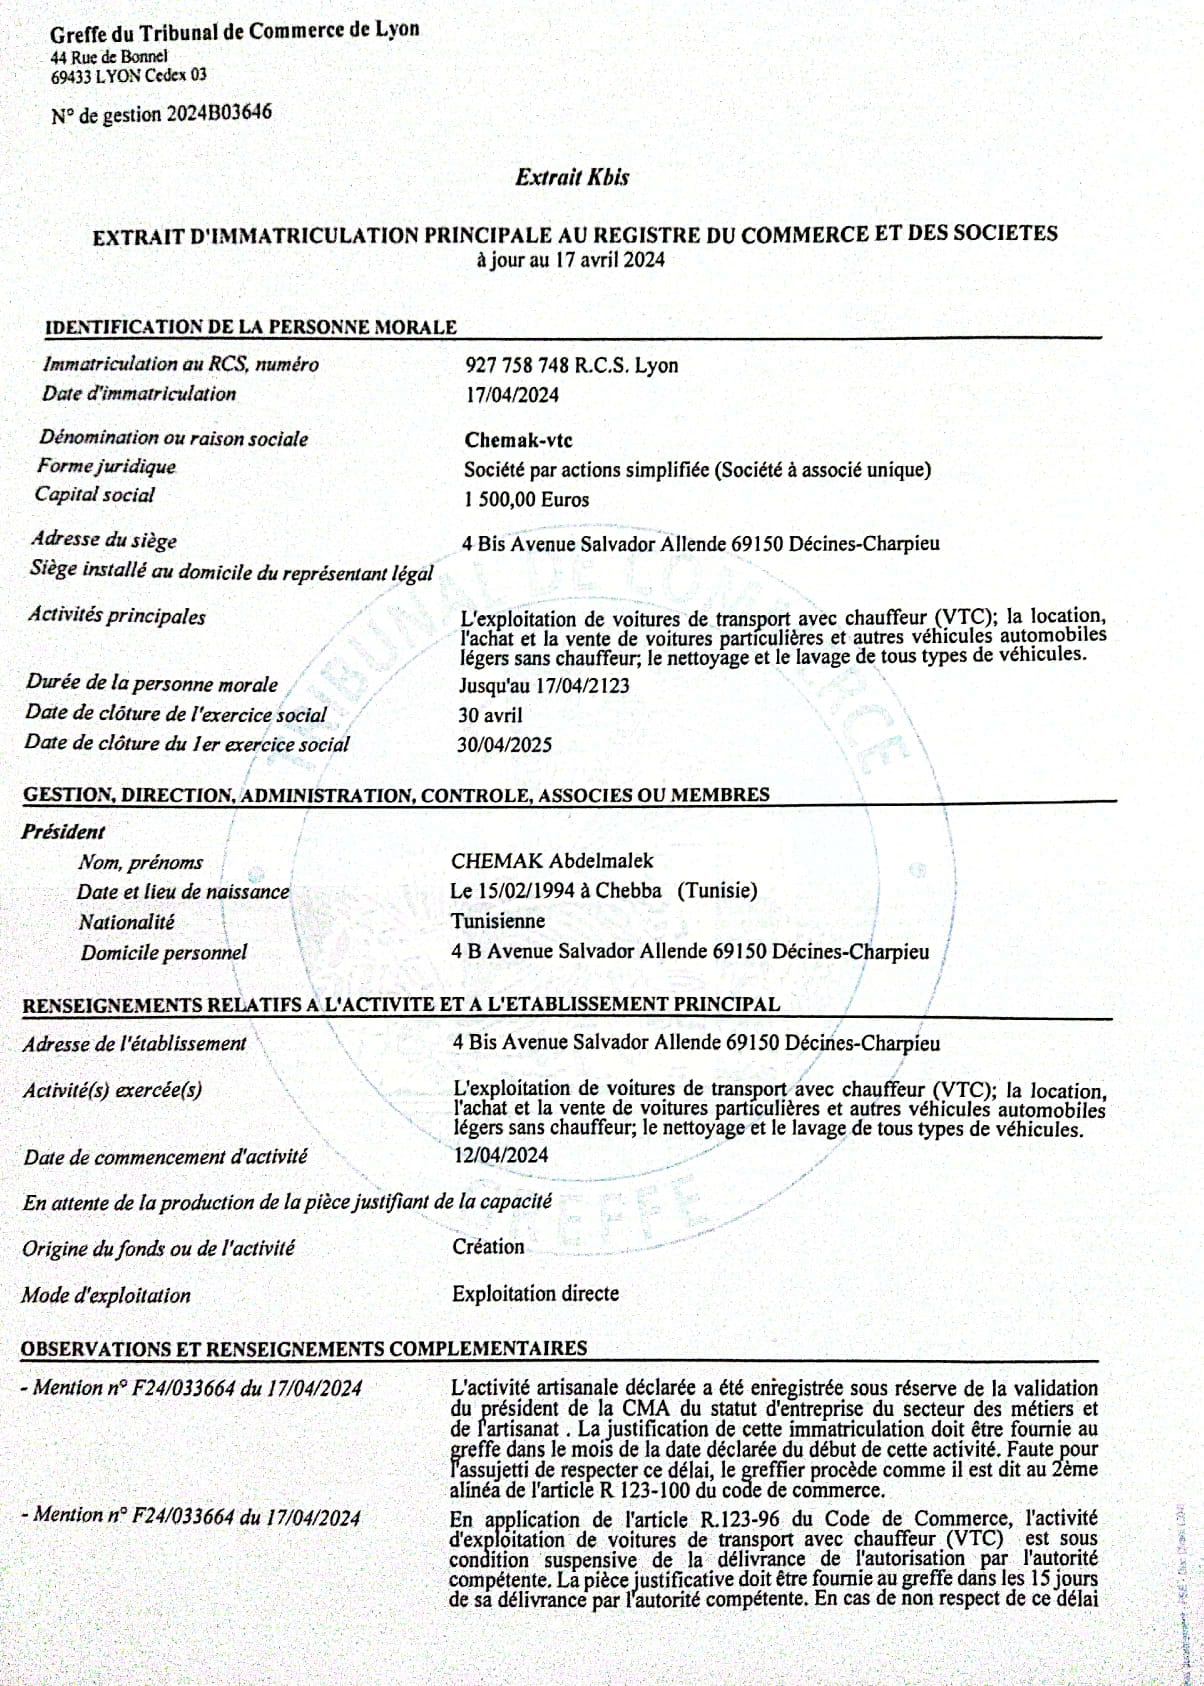 Greffe du Tribunal de Commerce de Lyon
44 Rue de Bonnel
69433 LYON Cedex 03
N° de gestion 2024B03646
Extrait Kbis
EXTRAIT D'IMMATRICULATION PRINCIPALE AU REGISTRE DU COMMERCE ET DES SOCIETES
à jour au 17 avril 2024
IDENTIFICATION DE LA PERSONNE MORALE
Immatriculation au RCS, numéro 927 758 748 R.C.S. Lyon
Date d'immatriculation 17/04/2024
Dénomination ou raison sociale Chemak-vtc
Forme juridique Société par actions simplifiée (Société à associé unique)
Capital social 1 500,00 Euros
Adresse du siège 4 Bis Avenue Salvador Allende 69150 Décines-Charpieu
Siège installé au domicile du représentant légal
Activités principales L'exploitation de voitures de transport avec chauffeur (VTC); la location,
l'achat et la vente de voitures particulières et autres véhicules automobiles
légers sans chauffeur; le nettoyage et le lavage de tous types de véhicules.
Durée de la personne morale Jusqu'au 17/04/2123
Date de clôture de l'exercice social 30 avril
Date de clôture du 1er exercice social 30/04/2025
GESTION, DIRECTION, ADMINISTRATION, CONTROLE, ASSOCIES OU MEMBRES
Président
Nom, prénoms CHEMAK Abdelmalek
Date et lieu de naissance Le 15/02/1994 à Chebba (Tunisie)
Nationalité Tunisienne
Domicile personnel 4 B Avenue Salvador Allende 69150 Décines-Charpieu
RENSEIGNEMENTS RELATIFS A L'ACTIVITE ET A L'ETABLISSEMENT PRINCIPAL
Adresse de l'établissement 4 Bis Avenue Salvador Allende 69150 Décines-Charpieu
Activité(s) exercée(s) L'exploitation de voitures de transport avec chauffeur (VTC); la location,
l'achat et la vente de voitures particulières et autres véhicules automobiles
légers sans chauffeur; le nettoyage et le lavage de tous types de véhicules.
Date de commencement d'activité 12/04/2024
En attente de la production de la pièce justifiant de la capacité
Origine du fonds ou de l'activité Création
Mode d'exploitation Exploitation directe
OBSERVATIONS ET RENSEIGNEMENTS COMPLEMENTAIRES
- Mention n° F24/033664 du 17/04/2024 L'activité artisanale déclarée a été enregistrée sous réserve de la validation
du président de la CMA du statut d'entreprise du secteur des métiers et
de l'artisanat . La justification de cette immatriculation doit être fournie au
greffe dans le mois de la date déclarée du début de cette activité. Faute pour
l'assujetti de respecter ce délai, le greffier procède comme il est dit au 2ème
alinéa de l'article R 123-100 du code de commerce.
- Mention n° F24/033664 du 17/04/2024 En application de l'article R.123-96 du Code de Commerce, l'activité
d'exploitation de voitures de transport avec chauffeur (VTC) est sous
condition suspensive de la délivrance de l'autorisation par l'autorité
compétente. La pièce justificative doit être fournie au greffe dans les 15 jours
de sa délivrance par l'autorité compétente. En cas de non respect de ce délai
TRIBUNAL DE COMMERCE
GREFFE